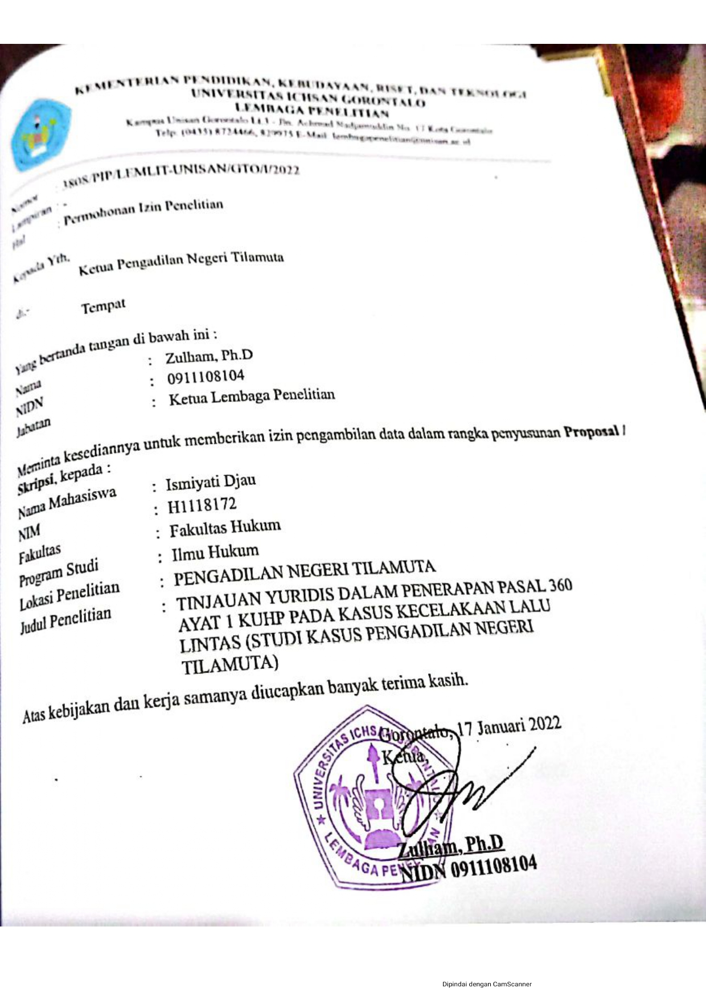 KEMENTERIAN PENDIDIKAN, KEBUDAYAAN, RISET, DAN TEKNOLOGI
UNIVERSITAS ICHSAN GORONTALO
LEMBAGA PENELITIAN
Kampus Unisan Gorontalo Lt.3 - Jln. Achmad Nadjamuddin No. 17 Kota Gorontalo
Telp: (0435) 8724466, 829975 E-Mail: lembagapenelitian@unisan.ac.id
Nomor : 3808/PIP/LEMLIT-UNISAN/GTO/I/2022
Lampiran : -
Hal : Permohonan Izin Penelitian
Kepada Yth.
Ketua Pengadilan Negeri Tilamuta
di,-
Tempat
Yang bertanda tangan di bawah ini :
Nama : Zulham, Ph.D
NIDN : 0911108104
Jabatan : Ketua Lembaga Penelitian
Meminta kesediannya untuk memberikan izin pengambilan data dalam rangka penyusunan Proposal /
Skripsi, kepada :
Nama Mahasiswa : Ismiyati Djau
NIM : H1118172
Fakultas : Fakultas Hukum
Program Studi : Ilmu Hukum
Lokasi Penelitian : PENGADILAN NEGERI TILAMUTA
Judul Penelitian : TINJAUAN YURIDIS DALAM PENERAPAN PASAL 360
AYAT 1 KUHP PADA KASUS KECELAKAAN LALU
LINTAS (STUDI KASUS PENGADILAN NEGERI
TILAMUTA)
Atas kebijakan dan kerja samanya diucapkan banyak terima kasih.
Gorontalo, 17 Januari 2022
Ketua,
UNIVERSITAS ICHSAN GORONTALO
LEMBAGA PENELITIAN
Zulham, Ph.D
NIDN 0911108104
Dipindai dengan CamScanner